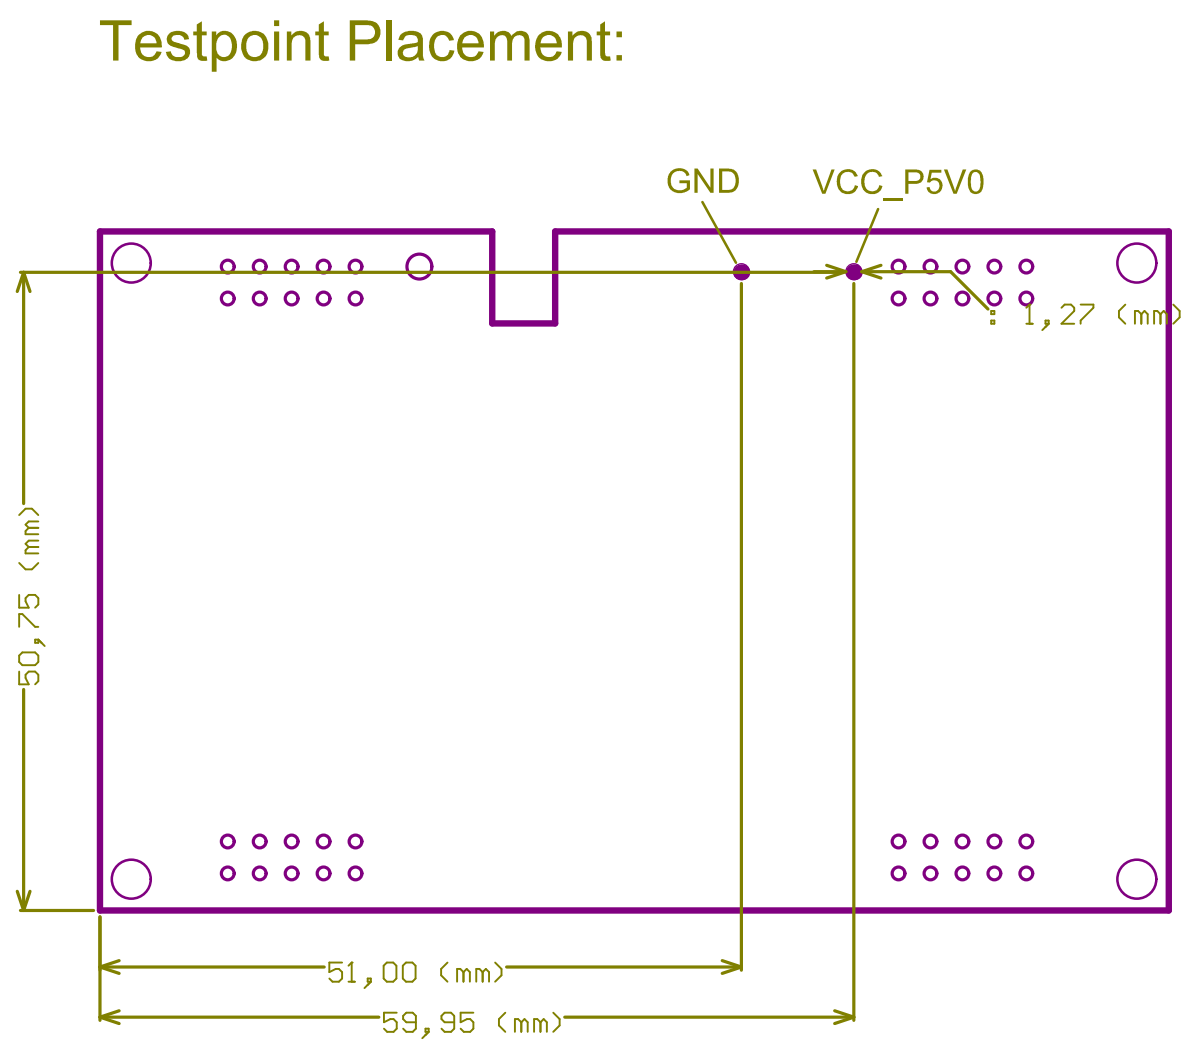 Testpoint Placement:
GND
VCC_P5V0
: 1,27 (mm)
50,75 (mm)
51,00 (mm)
59,95 (mm)